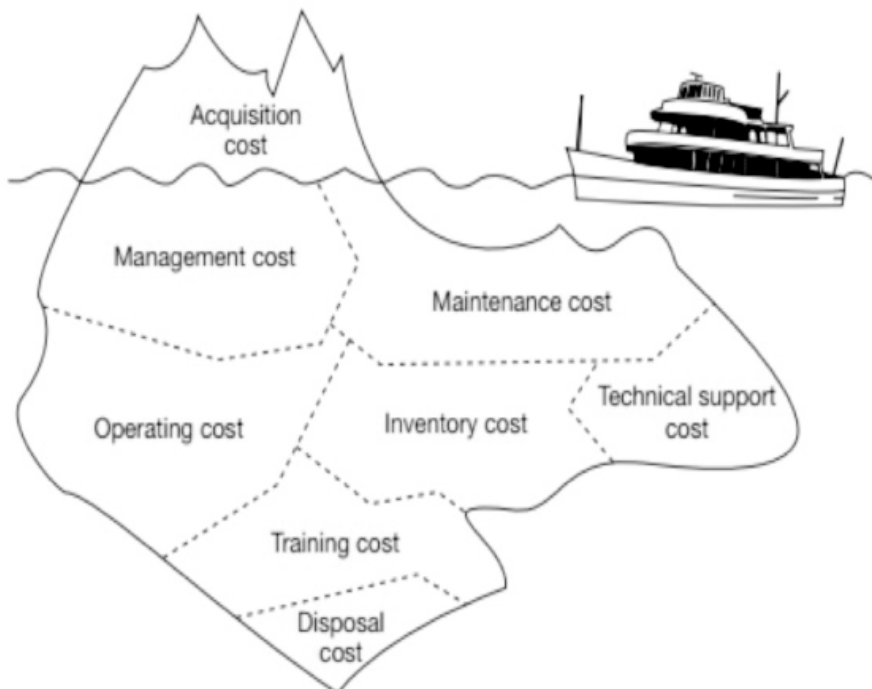 Acquisition
cost
Management cost
Maintenance cost
Operating cost
Inventory cost
Technical support
cost
Training cost
Disposal
cost